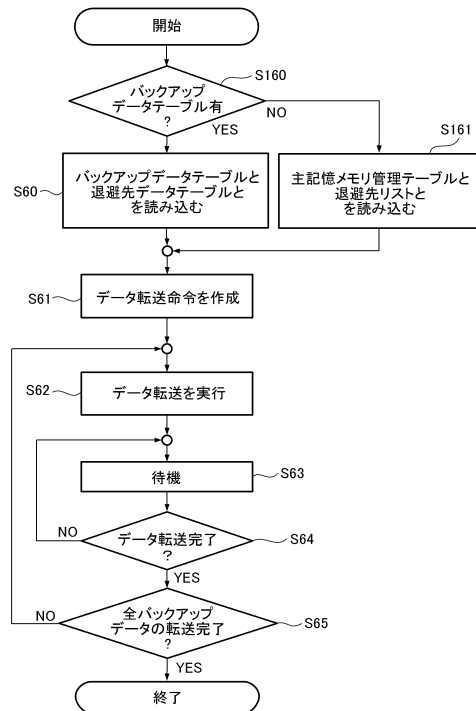 開始
S160
バックアップ
データテーブル有
?
NO
YES
S161
S60
バックアップデータテーブルと
退避先データテーブルと
を読み込む
主記憶メモリ管理テーブルと
退避先リストと
を読み込む
S61
データ転送命令を作成
S62
データ転送を実行
待機
S63
NO
データ転送完了
?
S64
YES
NO
全バックアップ
データの転送完了
?
S65
YES
終了